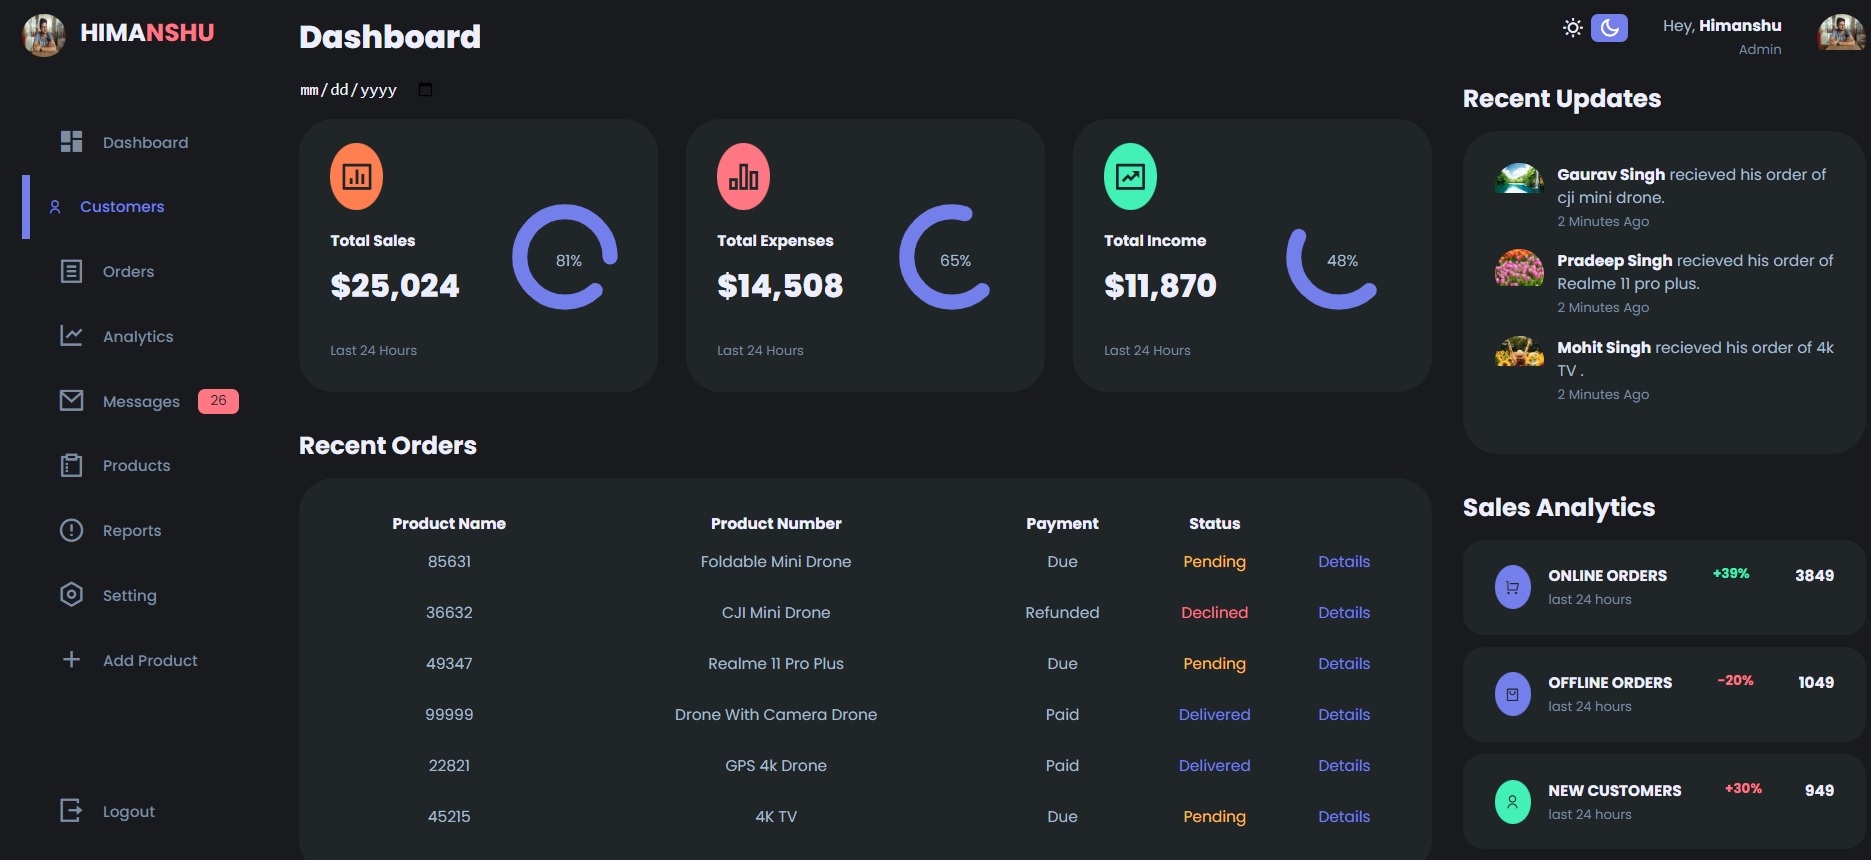 HIMANSHU
Dashboard
Customers
Orders
Analytics
Messages 26
Products
Reports
Setting
Add Product
Logout
Dashboard
mm/dd/yyyy
Total Sales
$25,024
81%
Last 24 Hours
Total Expenses
$14,508
65%
Last 24 Hours
Total Income
$11,870
48%
Last 24 Hours
Recent Orders
Product Name Product Number Payment Status
85631 Foldable Mini Drone Due Pending Details
36632 CJI Mini Drone Refunded Declined Details
49347 Realme 11 Pro Plus Due Pending Details
99999 Drone With Camera Drone Paid Delivered Details
22821 GPS 4k Drone Paid Delivered Details
45215 4K TV Due Pending Details
Hey, Himanshu
Admin
Recent Updates
Gaurav Singh recieved his order of
cji mini drone.
2 Minutes Ago
Pradeep Singh recieved his order of
Realme 11 pro plus.
2 Minutes Ago
Mohit Singh recieved his order of 4k
TV .
2 Minutes Ago
Sales Analytics
ONLINE ORDERS +39% 3849
last 24 hours
OFFLINE ORDERS -20% 1049
last 24 hours
NEW CUSTOMERS +30% 949
last 24 hours